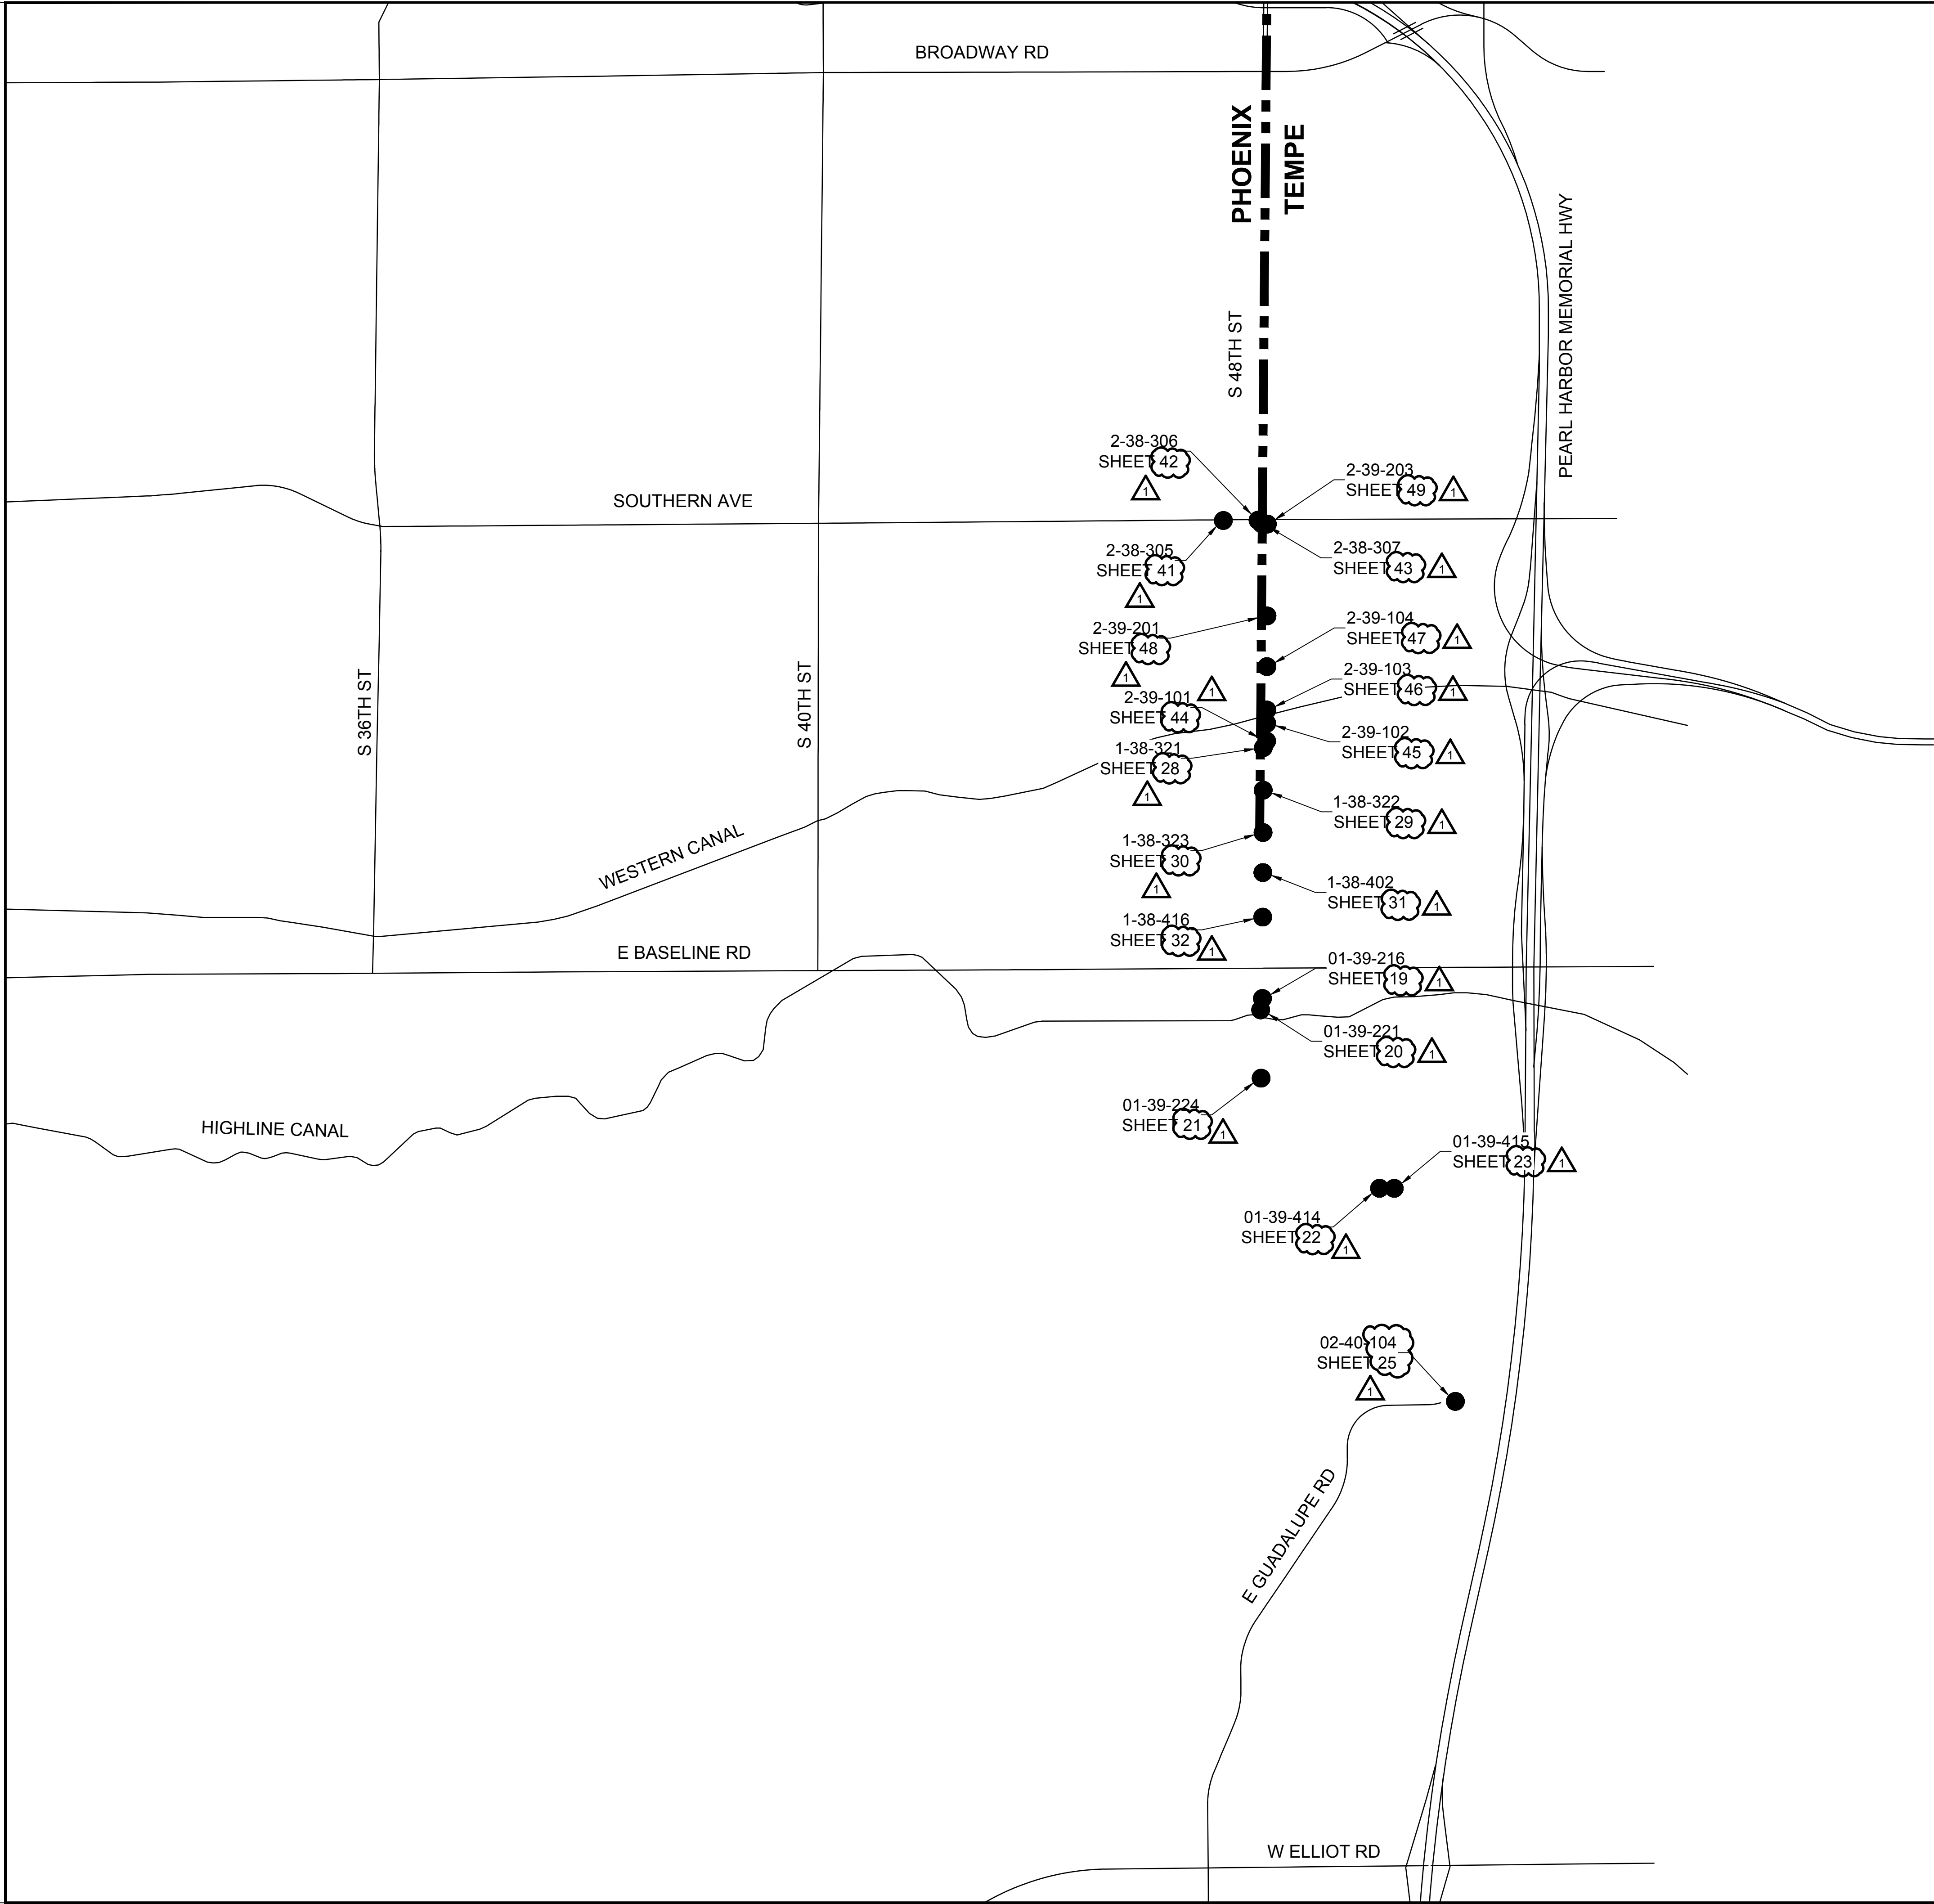 BROADWAY RD
PHOENIX
TEMPE
PEARL HARBOR MEMORIAL HWY
S 48TH ST
2-38-306
SHEET 42
1
2-39-203
SHEET 49
1
SOUTHERN AVE
2-38-305
SHEET 41
1
2-38-307
SHEET 43
1
2-39-201
SHEET 48
1
2-39-104
SHEET 47
1
S 36TH ST
S 40TH ST
2-39-103
SHEET 46
1
2-39-101
SHEET 44
1
2-39-102
SHEET 45
1
1-38-321
SHEET 28
1
1-38-322
SHEET 29
1
WESTERN CANAL
1-38-323
SHEET 30
1
1-38-402
SHEET 31
1
1-38-416
SHEET 32
1
E BASELINE RD
01-39-216
SHEET 19
1
01-39-221
SHEET 20
1
01-39-224
SHEET 21
1
HIGHLINE CANAL
01-39-415
SHEET 23
1
01-39-414
SHEET 22
1
02-40-104
SHEET 25
1
E GUADALUPE RD
W ELLIOT RD